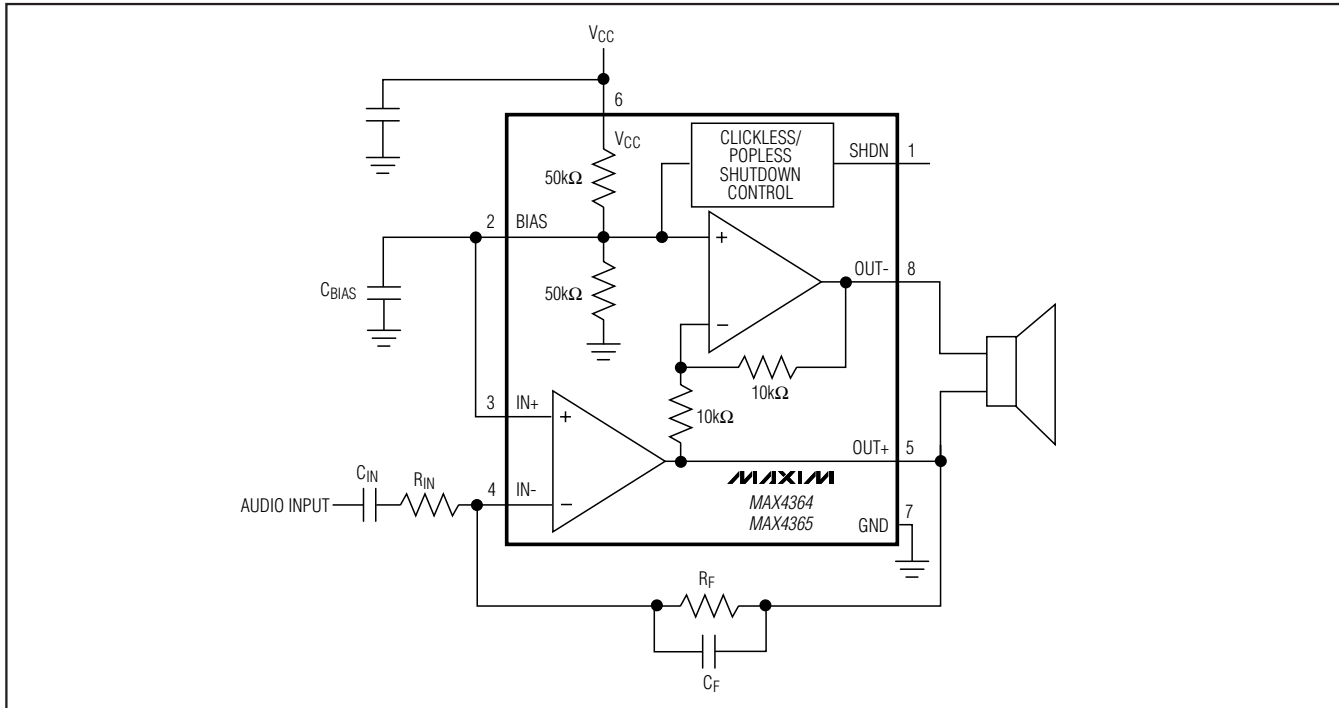 VCC
6
VCC
CLICKLESS/
POPLESS
SHUTDOWN
CONTROL
SHDN 1
50kΩ
2 BIAS
+
OUT- 8
CBIAS
50kΩ
−
10kΩ
10kΩ
3 IN+
+
OUT+ 5
MAXIM
CIN
RIN
4 IN-
−
AUDIO INPUT
MAX4364
MAX4365
7
GND
RF
CF